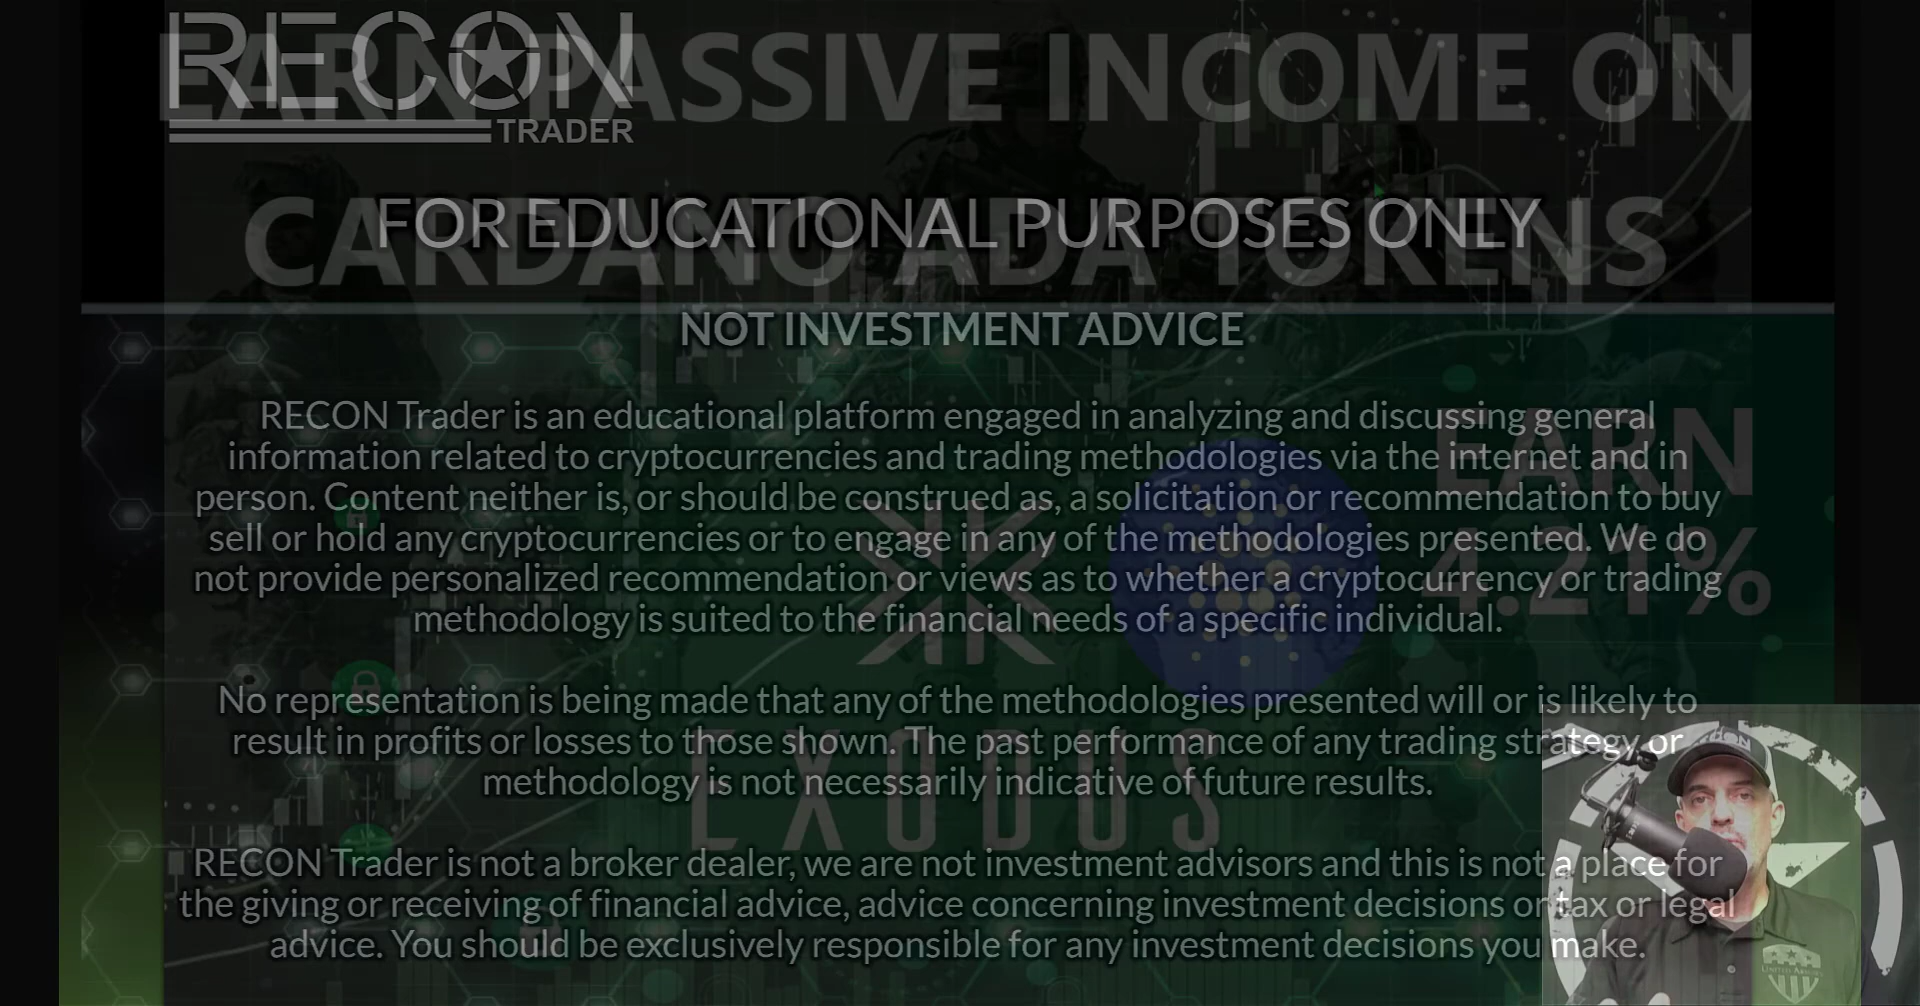 RECON
TRADER
EARN PASSIVE INCOME ON
CARDANO ADA TOKENS
FOR EDUCATIONAL PURPOSES ONLY
NOT INVESTMENT ADVICE
RECON Trader is an educational platform engaged in analyzing and discussing general
information related to cryptocurrencies and trading methodologies via the internet and in
person. Content neither is, or should be construed as, a solicitation or recommendation to buy
sell or hold any cryptocurrencies or to engage in any of the methodologies presented. We do
not provide personalized recommendation or views as to whether a cryptocurrency or trading
methodology is suited to the financial needs of a specific individual.
EARN
4.21%
No representation is being made that any of the methodologies presented will or is likely to
result in profits or losses to those shown. The past performance of any trading strategy or
methodology is not necessarily indicative of future results.
EXODUS
RECON Trader is not a broker dealer, we are not investment advisors and this is not a place for
the giving or receiving of financial advice, advice concerning investment decisions or tax or legal
advice. You should be exclusively responsible for any investment decisions you make.